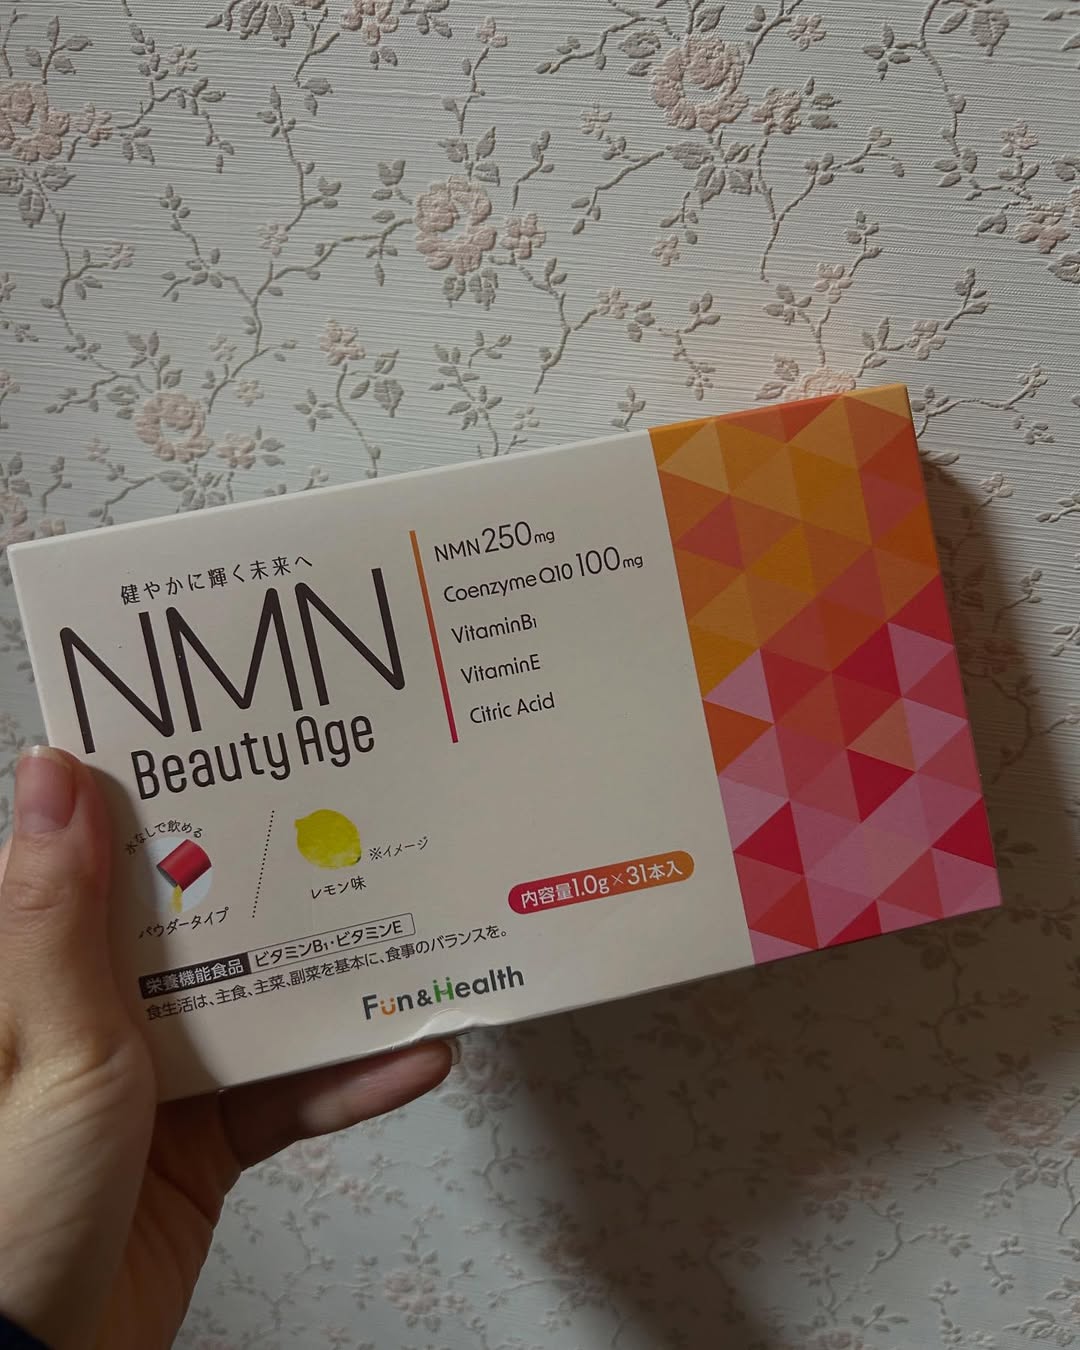 健やかに輝く未来へ
NMN
Beauty Age
NMN 250mg
Coenzyme Q10 100mg
VitaminB1
VitaminE
Citric Acid
水なしで飲める
パウダータイプ
レモン味
※イメージ
内容量1.0g×31本入
栄養機能食品 ビタミンB1・ビタミンE
食生活は、主食、主菜、副菜を基本に、食事のバランスを。
Fun&Health